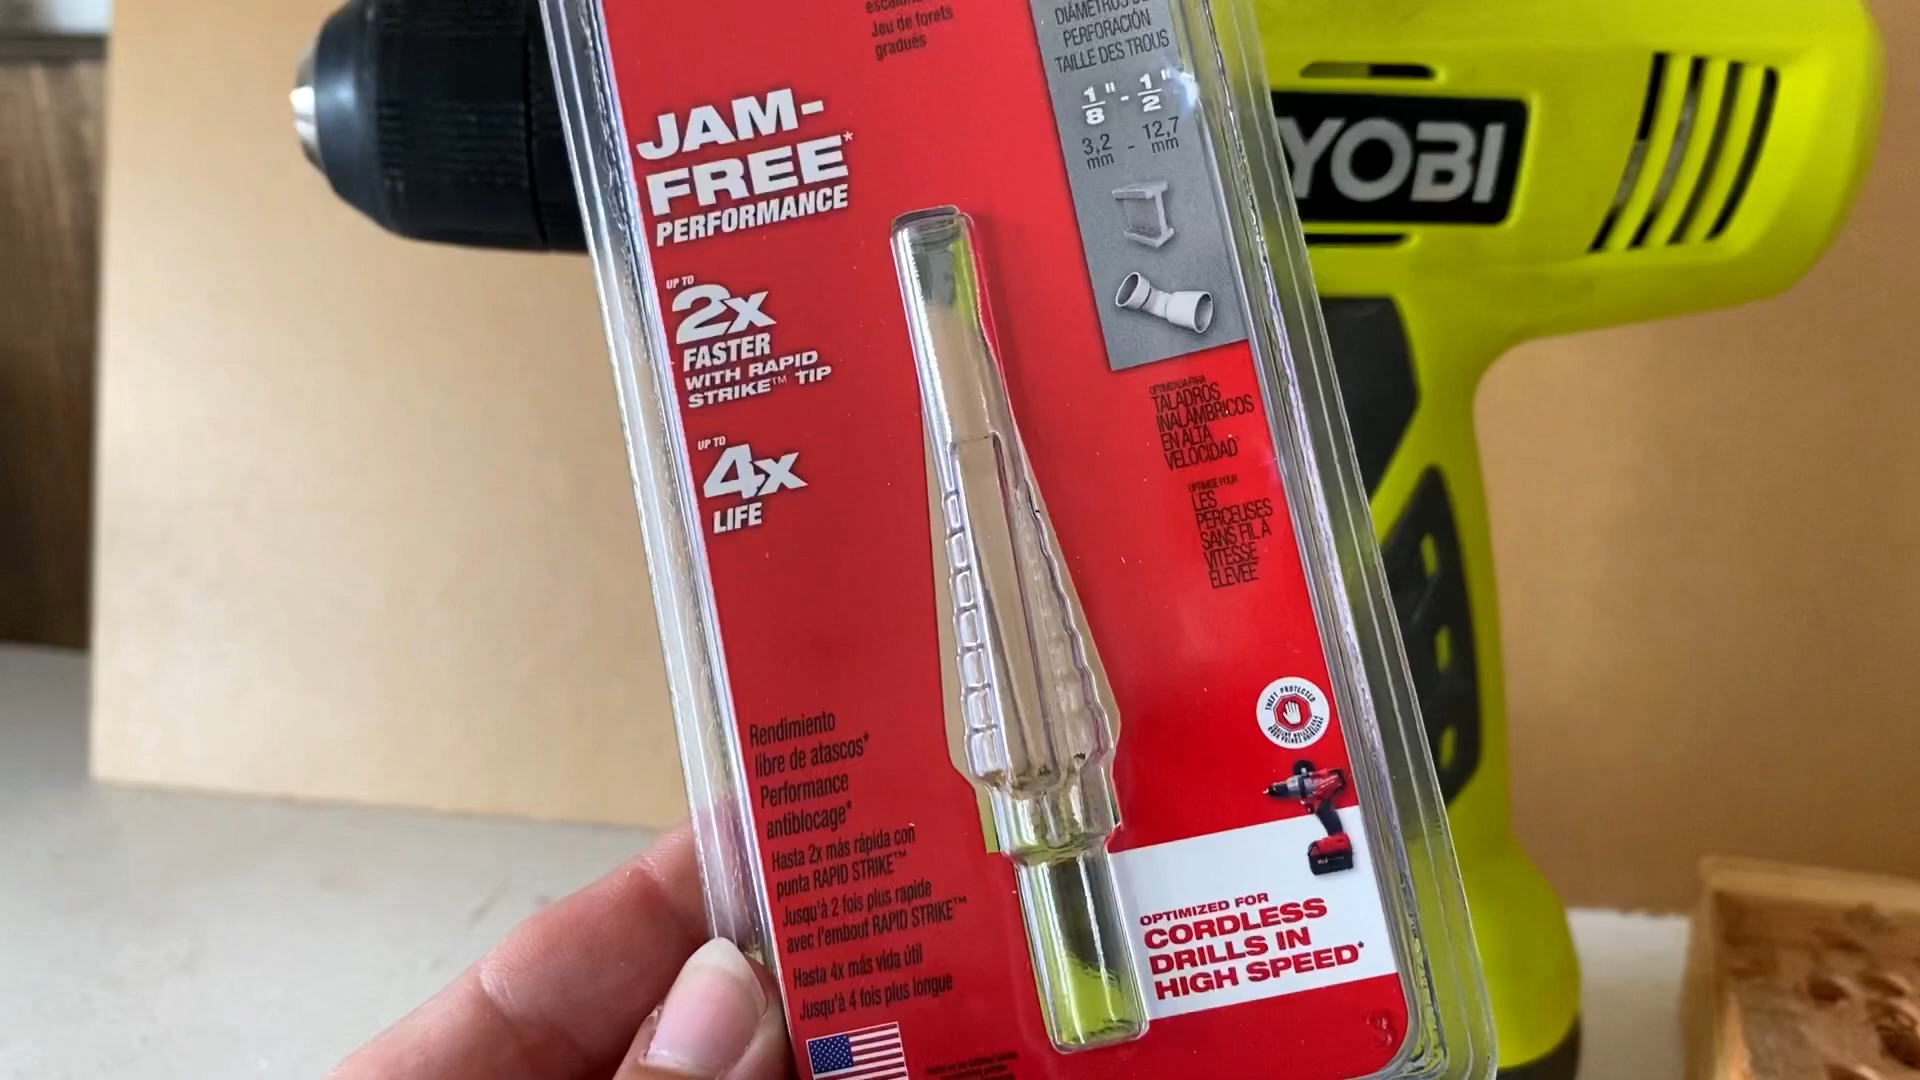 Jeu de forets
gradués
PERFORACIÓN
TAILLE DES TROUS
1/8" - 1/2"
3,2 mm - 12,7 mm
JAM-
FREE*
PERFORMANCE
UP TO
2x
FASTER
WITH RAPID
STRIKE™ TIP
UP TO
4x
LIFE
YOBI
OPTIMIZADA PARA
TALADROS
INALÁMBRICOS
EN ALTA
VELOCIDAD*
OPTIMISÉ POUR
LES
PERCEUSES
SANS FIL À
VITESSE
ÉLEVÉE
Rendimiento
libre de atascos*
Performance
antiblocage*
Hasta 2x más rápida con
punta RAPID STRIKE™
Jusqu'à 2 fois plus rapide
avec l'embout RAPID STRIKE™
Hasta 4x más vida útil
Jusqu'à 4 fois plus longue
THEFT PROTECTED
OPTIMIZED FOR
CORDLESS
DRILLS IN
HIGH SPEED*